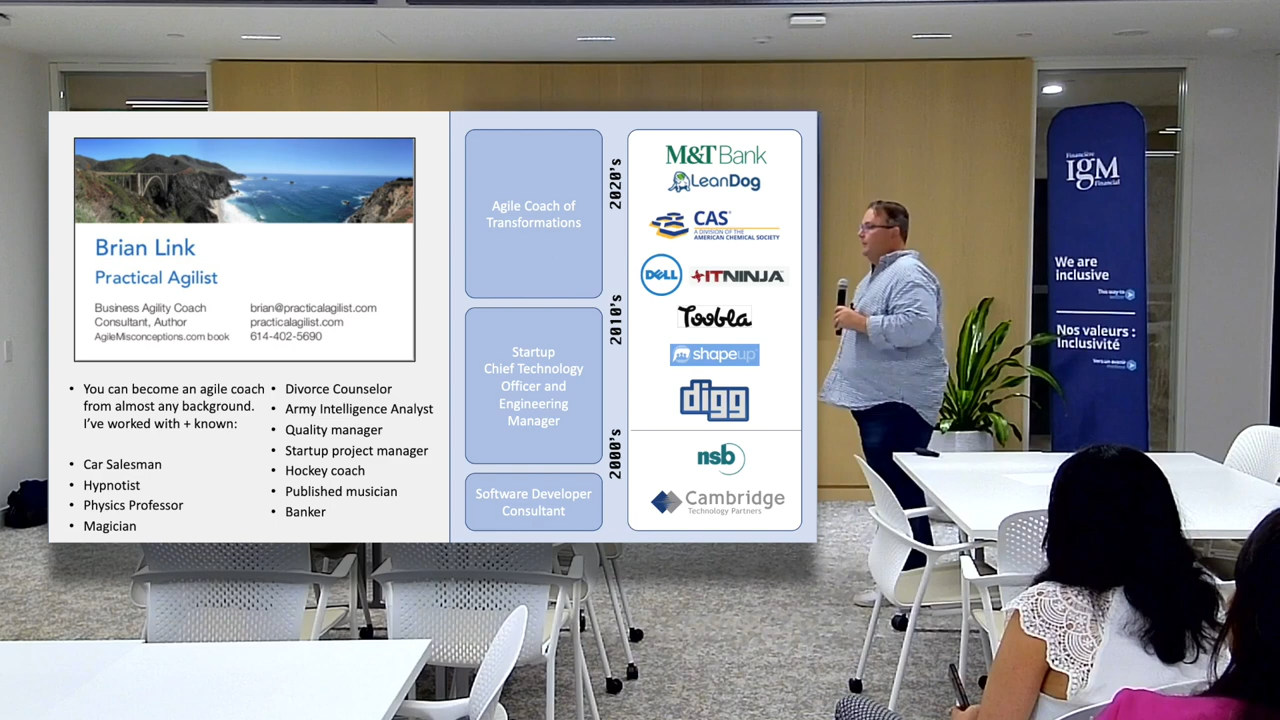 Brian Link
Practical Agilist
Business Agility Coach
Consultant, Author
AgileMisconceptions.com book
brian@practicalagilist.com
practicalagilist.com
614-402-5690
• You can become an agile coach
from almost any background.
I've worked with + known:
• Car Salesman
• Hypnotist
• Physics Professor
• Magician
• Divorce Counselor
• Army Intelligence Analyst
• Quality manager
• Startup project manager
• Hockey coach
• Published musician
• Banker
Agile Coach of
Transformations
Startup
Chief Technology
Officer and
Engineering
Manager
Software Developer
Consultant
2020's
2010's
2000's
M&T Bank
LeanDog
CAS
A DIVISION OF THE
AMERICAN CHEMICAL SOCIETY
DELL
ITNINJA
Toobla
shapeup
digg
nsb
Cambridge
Technology Partners
Financière
IGM
Financial
We are
inclusive
Nos valeurs :
Inclusivité